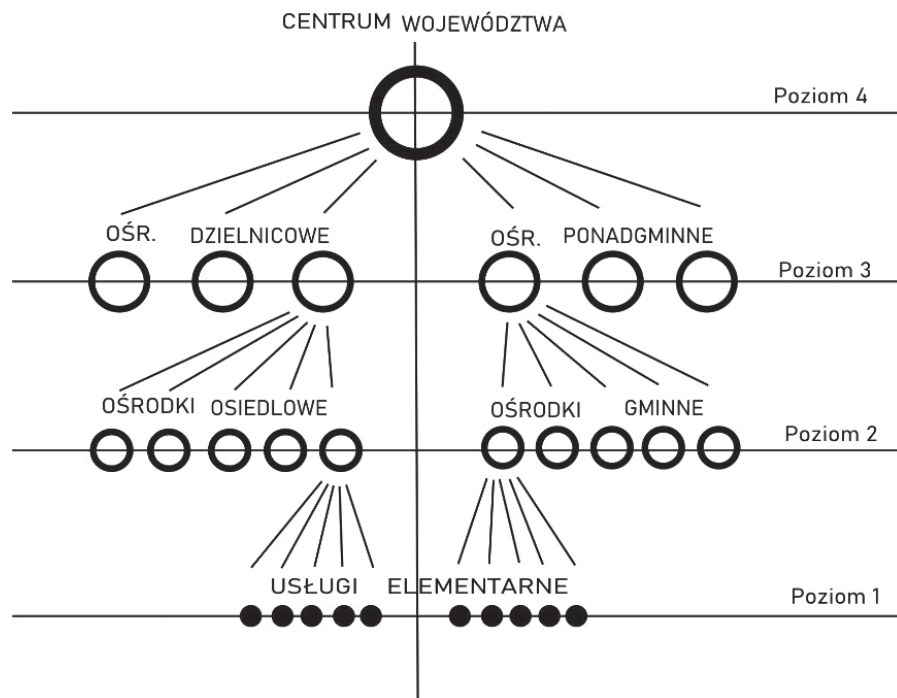 CENTRUM WOJEWÓDZTWA
Poziom 4
OŚR. DZIELNICOWE OŚR. PONADGMINNE
Poziom 3
OŚRODKI OSIEDLOWE OŚRODKI GMINNE
Poziom 2
USŁUGI ELEMENTARNE
Poziom 1